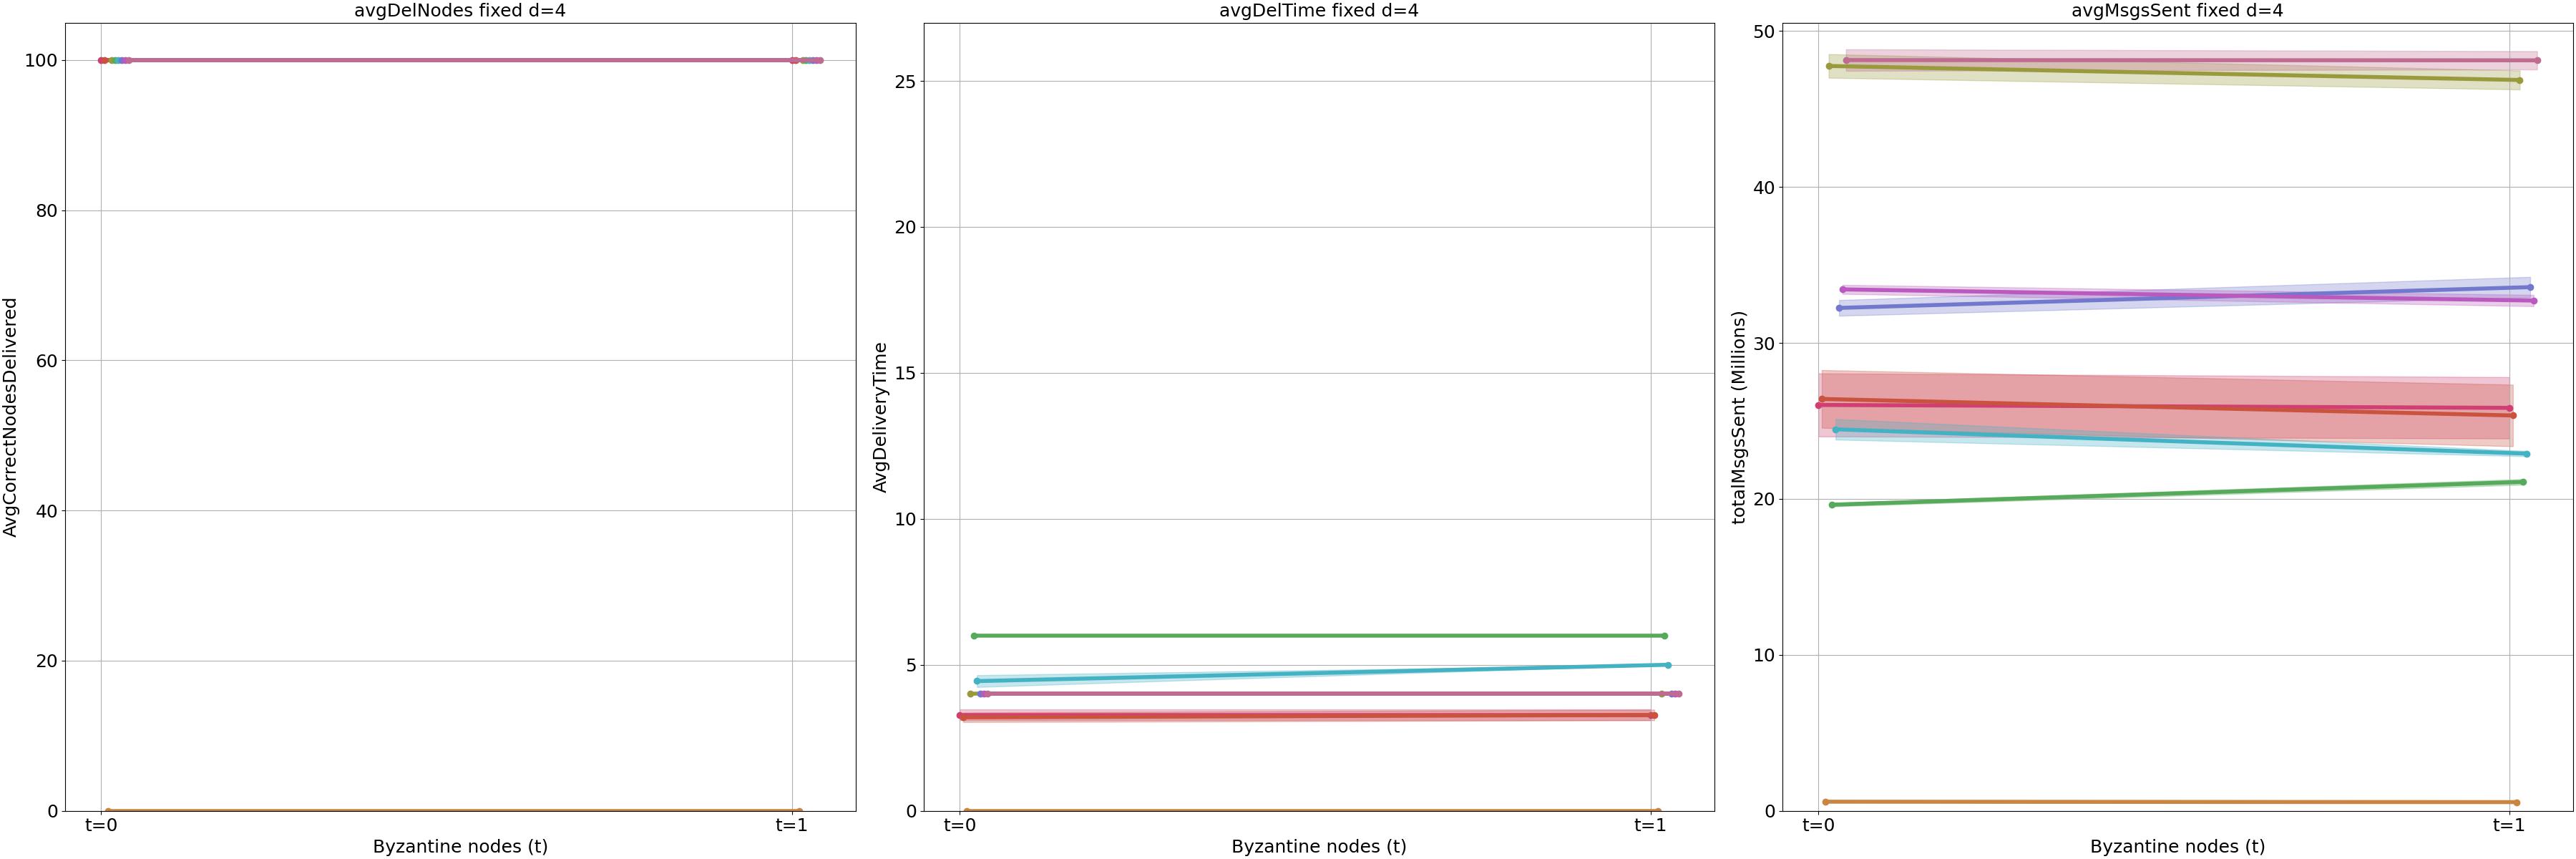 avgDelNodes fixed d=4
100
80
60
40
20
0
AvgCorrectNodesDelivered
t=0
t=1
Byzantine nodes (t)
avgDelTime fixed d=4
25
20
15
10
5
0
AvgDeliveryTime
t=0
t=1
Byzantine nodes (t)
avgMsgsSent fixed d=4
50
40
30
20
10
0
totalMsgsSent (Millions)
t=0
t=1
Byzantine nodes (t)